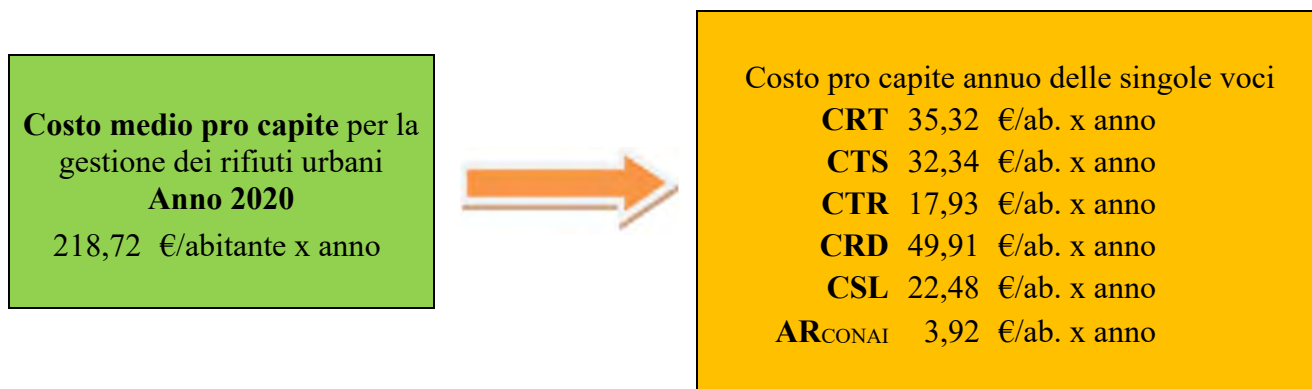 Costo medio pro capite per la
gestione dei rifiuti urbani
Anno 2020
218,72 €/abitante x anno
Costo pro capite annuo delle singole voci
CRT 35,32 €/ab. x anno
CTS 32,34 €/ab. x anno
CTR 17,93 €/ab. x anno
CRD 49,91 €/ab. x anno
CSL 22,48 €/ab. x anno
ARCONAI 3,92 €/ab. x anno